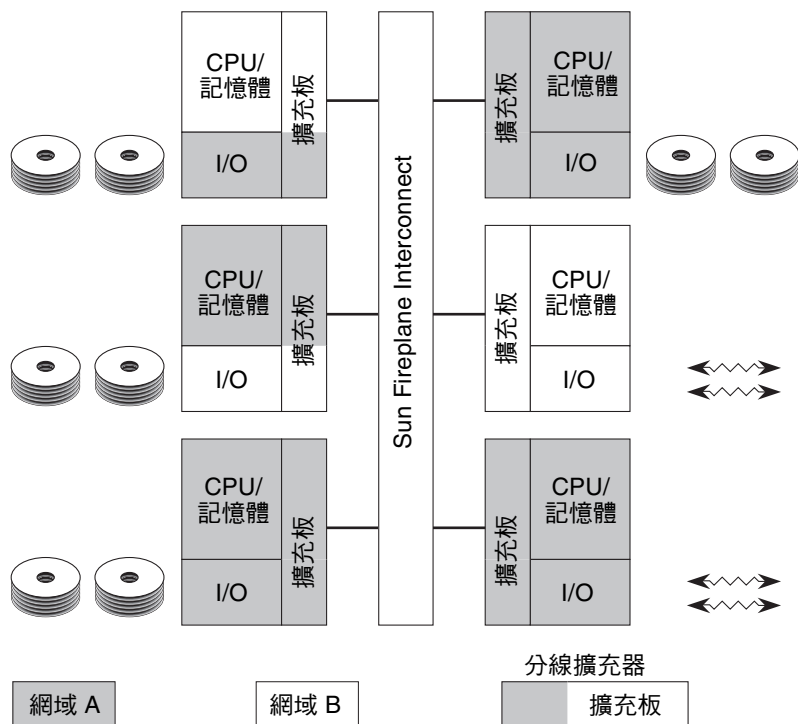 CPU/
記憶體
擴充板
I/O
擴充板
CPU/
記憶體
I/O
CPU/
記憶體
擴充板
I/O
Sun Fireplane Interconnect
擴充板
CPU/
記憶體
I/O
CPU/
記憶體
擴充板
I/O
擴充板
CPU/
記憶體
I/O
網域 A
網域 B
分線擴充器
擴充板